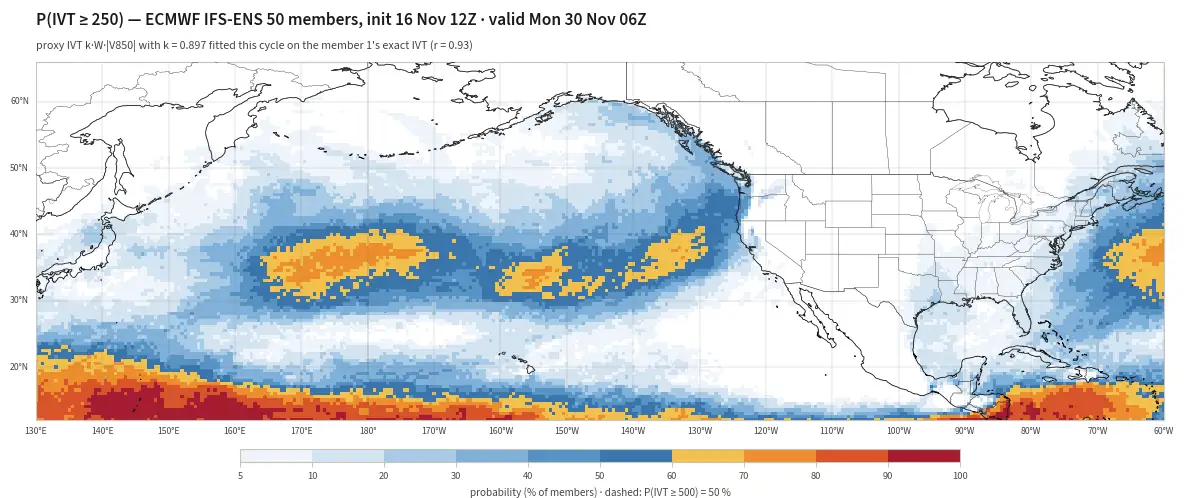 P(IVT ≥ 250) — ECMWF IFS-ENS 50 members, init 16 Nov 12Z · valid Mon 30 Nov 06Z
proxy IVT k·W·|V850| with k = 0.897 fitted this cycle on the member 1's exact IVT (r = 0.93)
60°N
50°N
40°N
30°N
20°N
130°E 140°E 150°E 160°E 170°E 180° 170°W 160°W 150°W 140°W 130°W 120°W 110°W 100°W 90°W 80°W 70°W 60°W
5 10 20 30 40 50 60 70 80 90 100
probability (% of members) · dashed: P(IVT ≥ 500) = 50 %